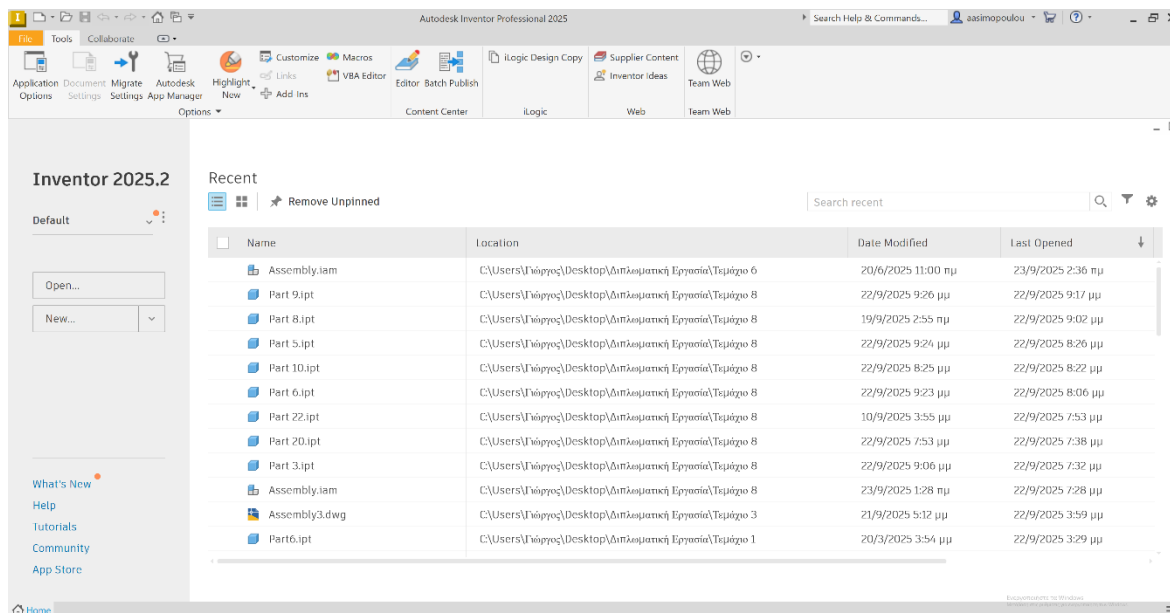 Autodesk Inventor Professional 2025
Search Help & Commands...
aasimopoulou
File Tools Collaborate
Application Options
Document Settings
Migrate Settings
Autodesk App Manager
Highlight New
Customize
Links
Add Ins
Macros
VBA Editor
Options
Editor
Batch Publish
Content Center
iLogic Design Copy
iLogic
Supplier Content
Inventor Ideas
Web
Team Web
Team Web
Inventor 2025.2
Default
Open...
New...
What's New
Help
Tutorials
Community
App Store
Recent
Remove Unpinned
Search recent
Name Location Date Modified Last Opened
Assembly.iam C:\Users\Γιώργος\Desktop\Διπλωματική Εργασία\Τεμάχιο 6 20/6/2025 11:00 πμ 23/9/2025 2:36 πμ
Part 9.ipt C:\Users\Γιώργος\Desktop\Διπλωματική Εργασία\Τεμάχιο 8 22/9/2025 9:26 μμ 22/9/2025 9:17 μμ
Part 8.ipt C:\Users\Γιώργος\Desktop\Διπλωματική Εργασία\Τεμάχιο 8 19/9/2025 2:55 πμ 22/9/2025 9:02 μμ
Part 5.ipt C:\Users\Γιώργος\Desktop\Διπλωματική Εργασία\Τεμάχιο 8 22/9/2025 9:24 μμ 22/9/2025 8:26 μμ
Part 10.ipt C:\Users\Γιώργος\Desktop\Διπλωματική Εργασία\Τεμάχιο 8 22/9/2025 8:25 μμ 22/9/2025 8:22 μμ
Part 6.ipt C:\Users\Γιώργος\Desktop\Διπλωματική Εργασία\Τεμάχιο 8 22/9/2025 9:23 μμ 22/9/2025 8:06 μμ
Part 22.ipt C:\Users\Γιώργος\Desktop\Διπλωματική Εργασία\Τεμάχιο 8 10/9/2025 3:55 μμ 22/9/2025 7:53 μμ
Part 20.ipt C:\Users\Γιώργος\Desktop\Διπλωματική Εργασία\Τεμάχιο 8 22/9/2025 7:53 μμ 22/9/2025 7:38 μμ
Part 3.ipt C:\Users\Γιώργος\Desktop\Διπλωματική Εργασία\Τεμάχιο 8 22/9/2025 9:06 μμ 22/9/2025 7:32 μμ
Assembly.iam C:\Users\Γιώργος\Desktop\Διπλωματική Εργασία\Τεμάχιο 8 23/9/2025 1:28 πμ 22/9/2025 7:28 μμ
Assembly3.dwg C:\Users\Γιώργος\Desktop\Διπλωματική Εργασία\Τεμάχιο 3 21/9/2025 5:12 μμ 22/9/2025 3:59 μμ
Part6.ipt C:\Users\Γιώργος\Desktop\Διπλωματική Εργασία\Τεμάχιο 1 20/3/2025 3:54 μμ 22/9/2025 3:29 μμ
Home